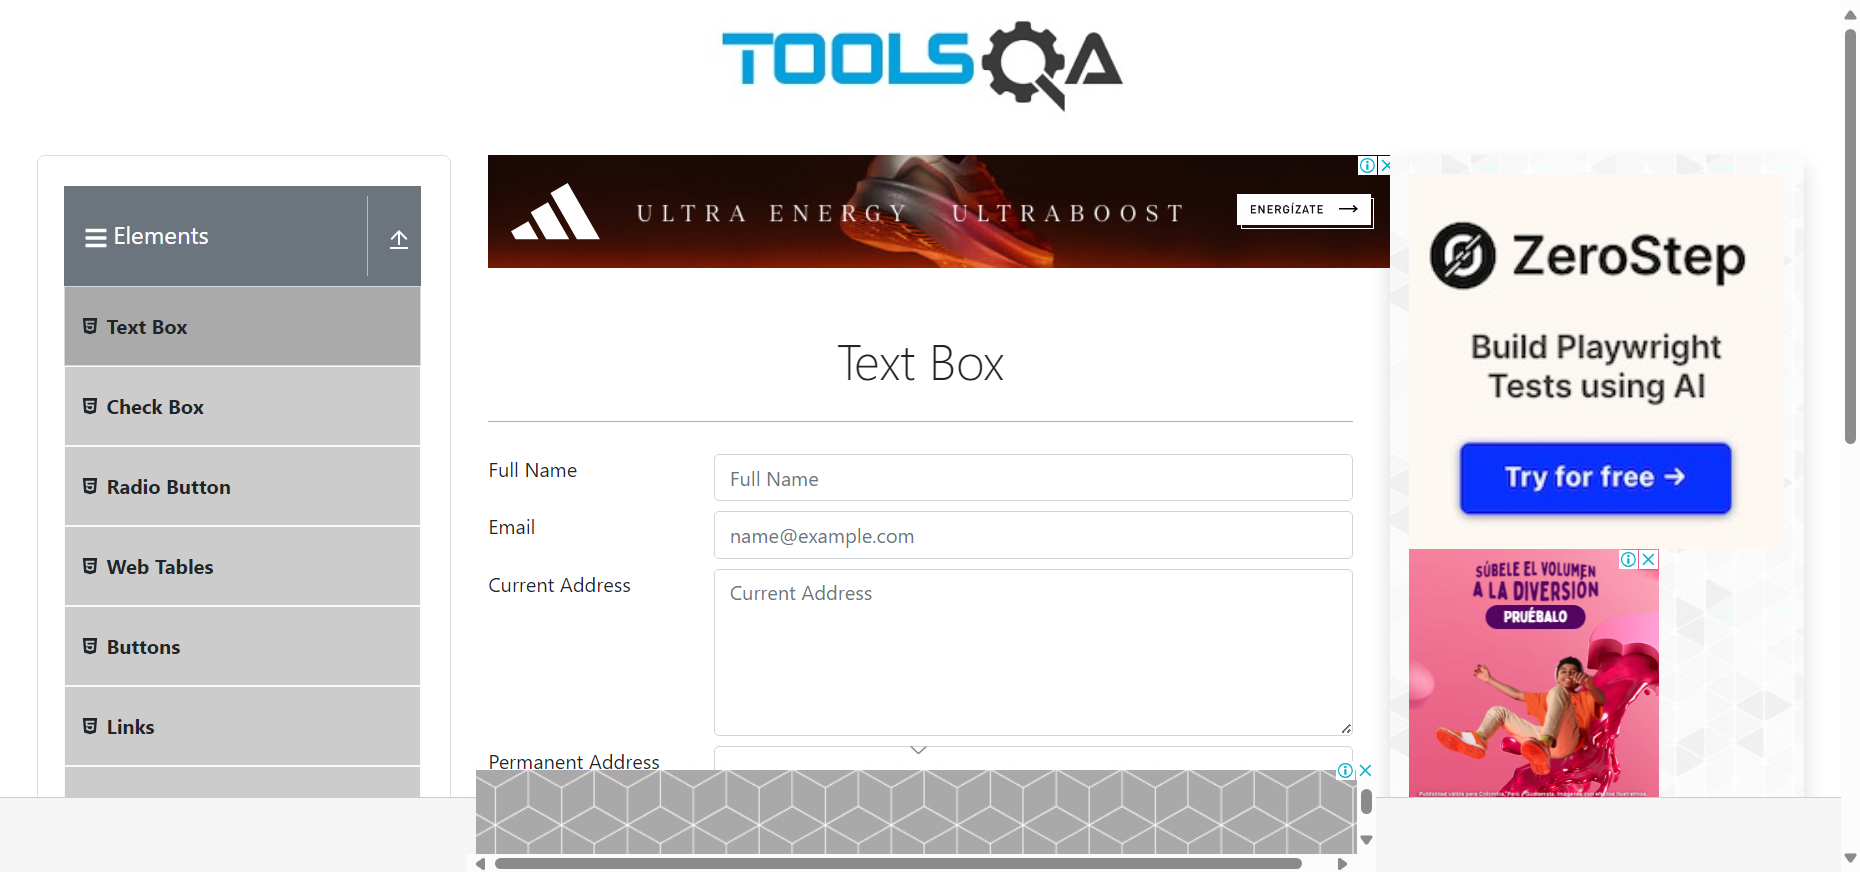 TOOLSQA
Elements
Text Box
Check Box
Radio Button
Web Tables
Buttons
Links
ULTRA ENERGY ULTRABOOST
ENERGÍZATE →
Text Box
Full Name
Full Name
Email
name@example.com
Current Address
Current Address
Permanent Address
ZeroStep
Build Playwright
Tests using AI
Try for free →
SÚBELE EL VOLUMEN
A LA DIVERSIÓN
PRUÉBALO